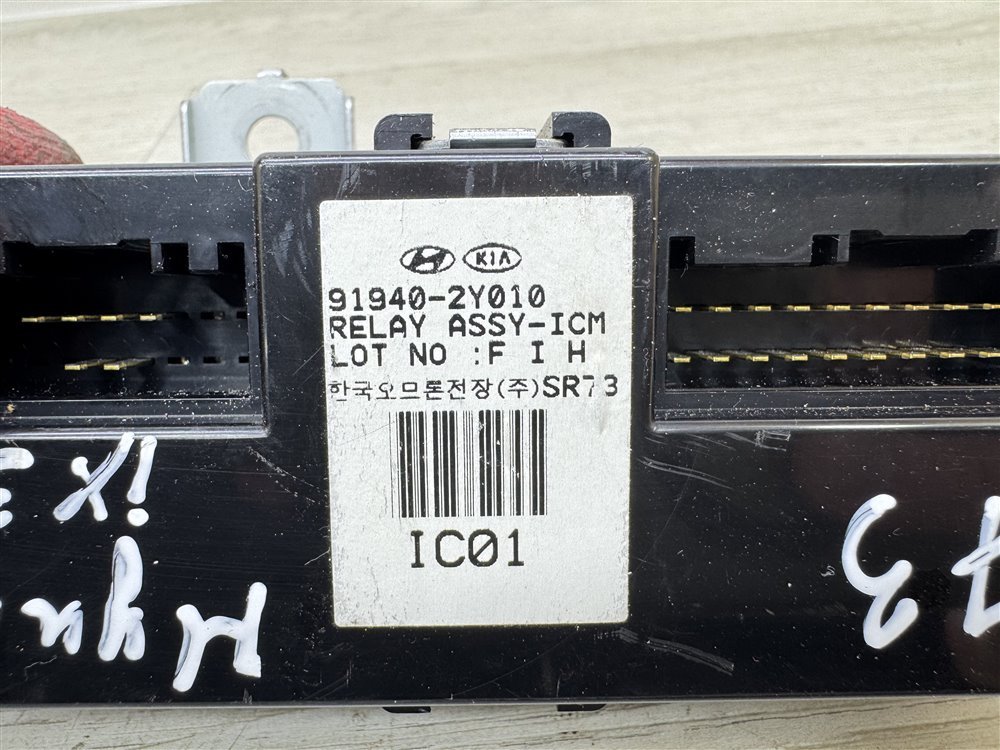 KIA
91940-2Y010
RELAY ASSY-ICM
LOT NO :F I H
한국오므론전장(주)SR73
IC01